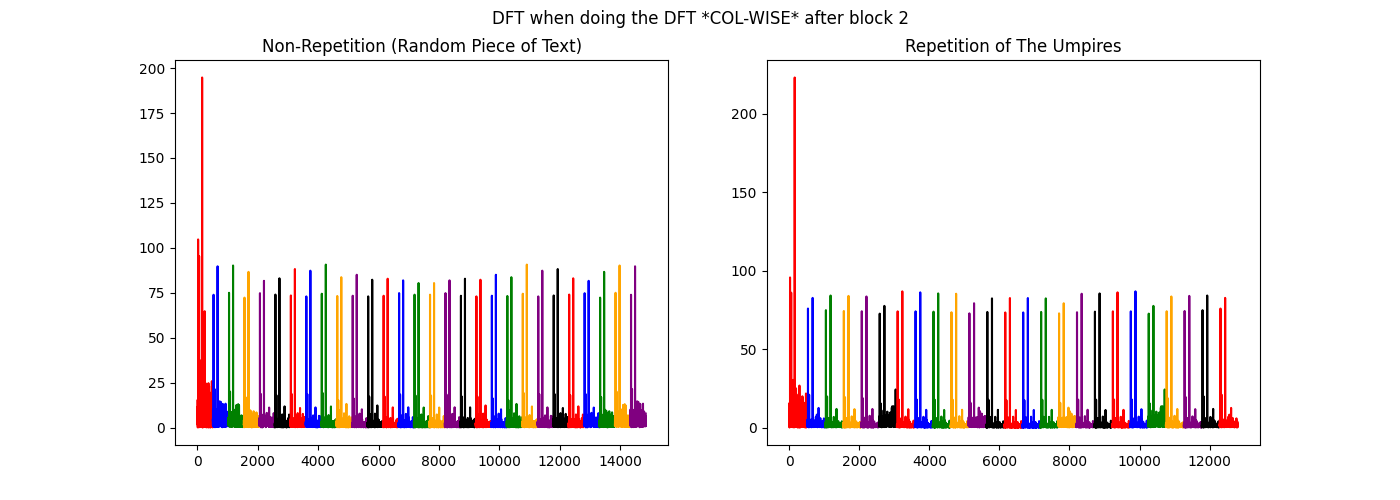 DFT when doing the DFT *COL-WISE* after block 2
Non-Repetition (Random Piece of Text)
200
175
150
125
100
75
50
25
0
0 2000 4000 6000 8000 10000 12000 14000
Repetition of The Umpires
200
150
100
50
0
0 2000 4000 6000 8000 10000 12000